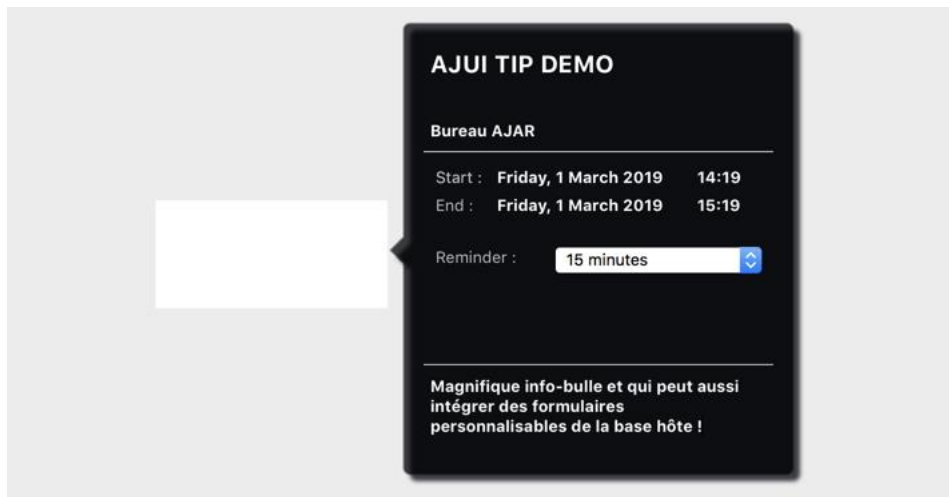 AJUI TIP DEMO
Bureau AJAR
Start : Friday, 1 March 2019 14:19
End : Friday, 1 March 2019 15:19
Reminder : 15 minutes
Magnifique info-bulle et qui peut aussi
intégrer des formulaires
personnalisables de la base hôte !